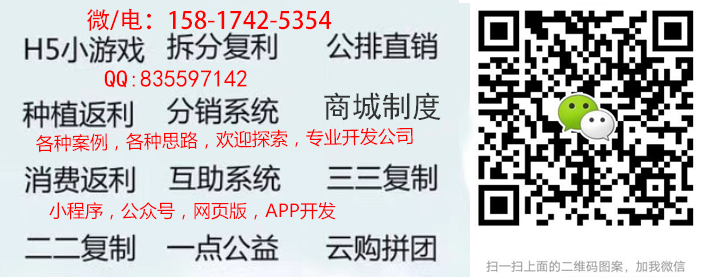 微/电：158-1742-5354
H5小游戏 拆分复利 公排直销
QQ:835597142
种植返利 分销系统 商城制度
各种案例，各种思路，欢迎探索，专业开发公司
消费返利 互助系统 三三复制
小程序，公众号，网页版，APP开发
二二复制 一点公益 云购拼团
扫一扫上面的二维码图案，加我微信